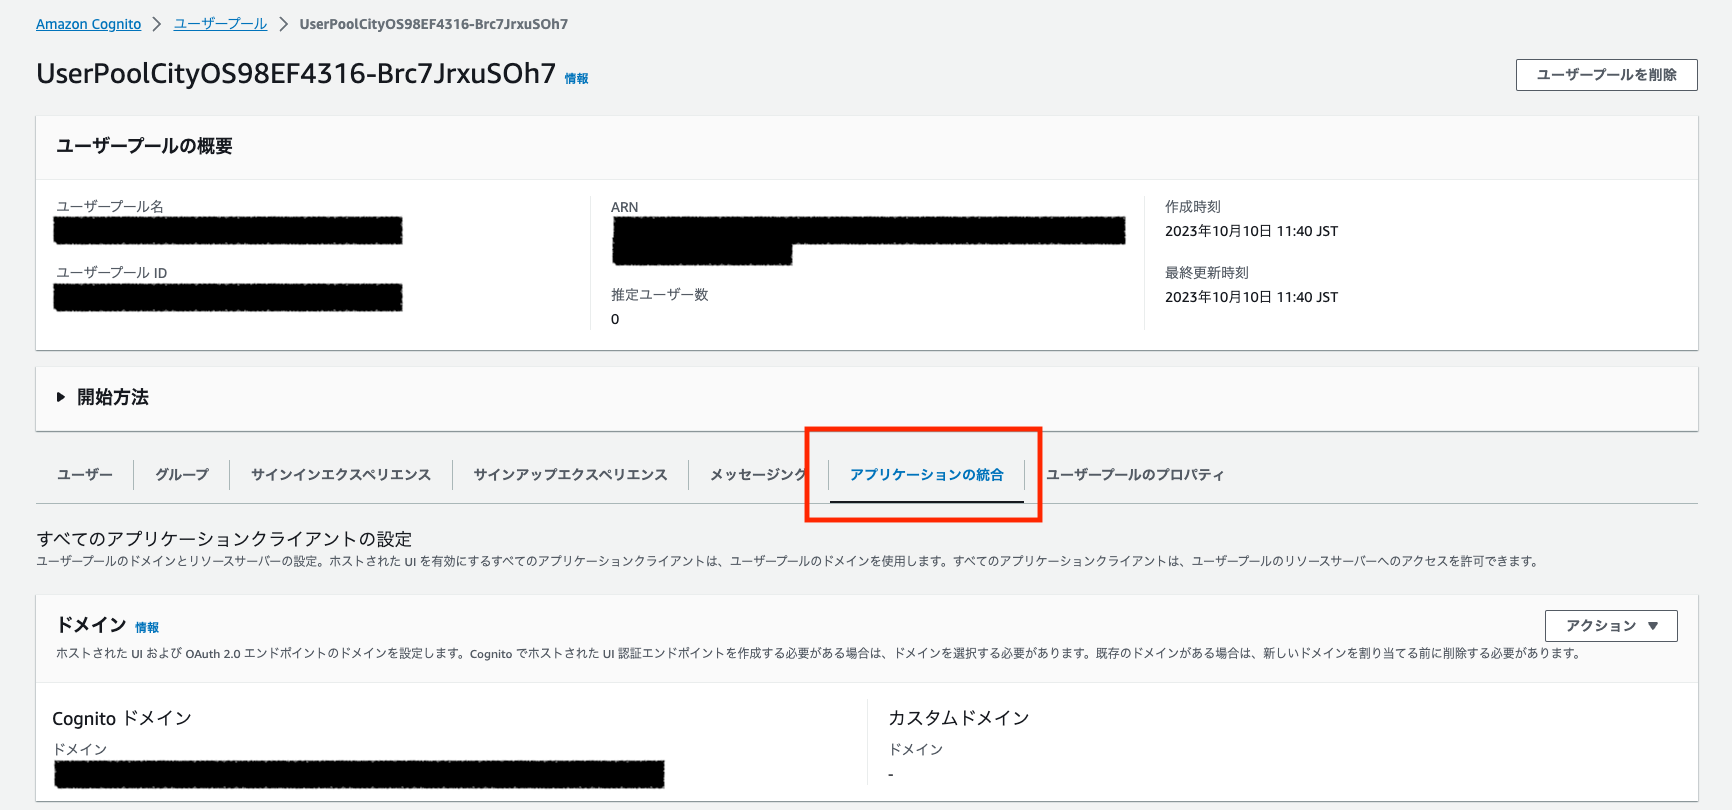 Amazon Cognito > ユーザープール > UserPoolCityOS98EF4316-Brc7JrxuSOh7
UserPoolCityOS98EF4316-Brc7JrxuSOh7 情報
ユーザープールを削除
ユーザープールの概要
ユーザープール名
ユーザープール ID
ARN
推定ユーザー数
0
作成時刻
2023年10月10日 11:40 JST
最終更新時刻
2023年10月10日 11:40 JST
▶ 開始方法
ユーザー グループ サインインエクスペリエンス サインアップエクスペリエンス メッセージング アプリケーションの統合 ユーザープールのプロパティ
すべてのアプリケーションクライアントの設定
ユーザープールのドメインとリソースサーバーの設定。ホストされた UI を有効にするすべてのアプリケーションクライアントは、ユーザープールのドメインを使用します。すべてのアプリケーションクライアントは、ユーザープールのリソースサーバーへのアクセスを許可できます。
ドメイン 情報
アクション ▼
ホストされた UI および OAuth 2.0 エンドポイントのドメインを設定します。Cognito でホストされた UI 認証エンドポイントを作成する必要がある場合は、ドメインを選択する必要があります。既存のドメインがある場合は、新しいドメインを割り当てる前に削除する必要があります。
Cognito ドメイン
ドメイン
カスタムドメイン
ドメイン
-